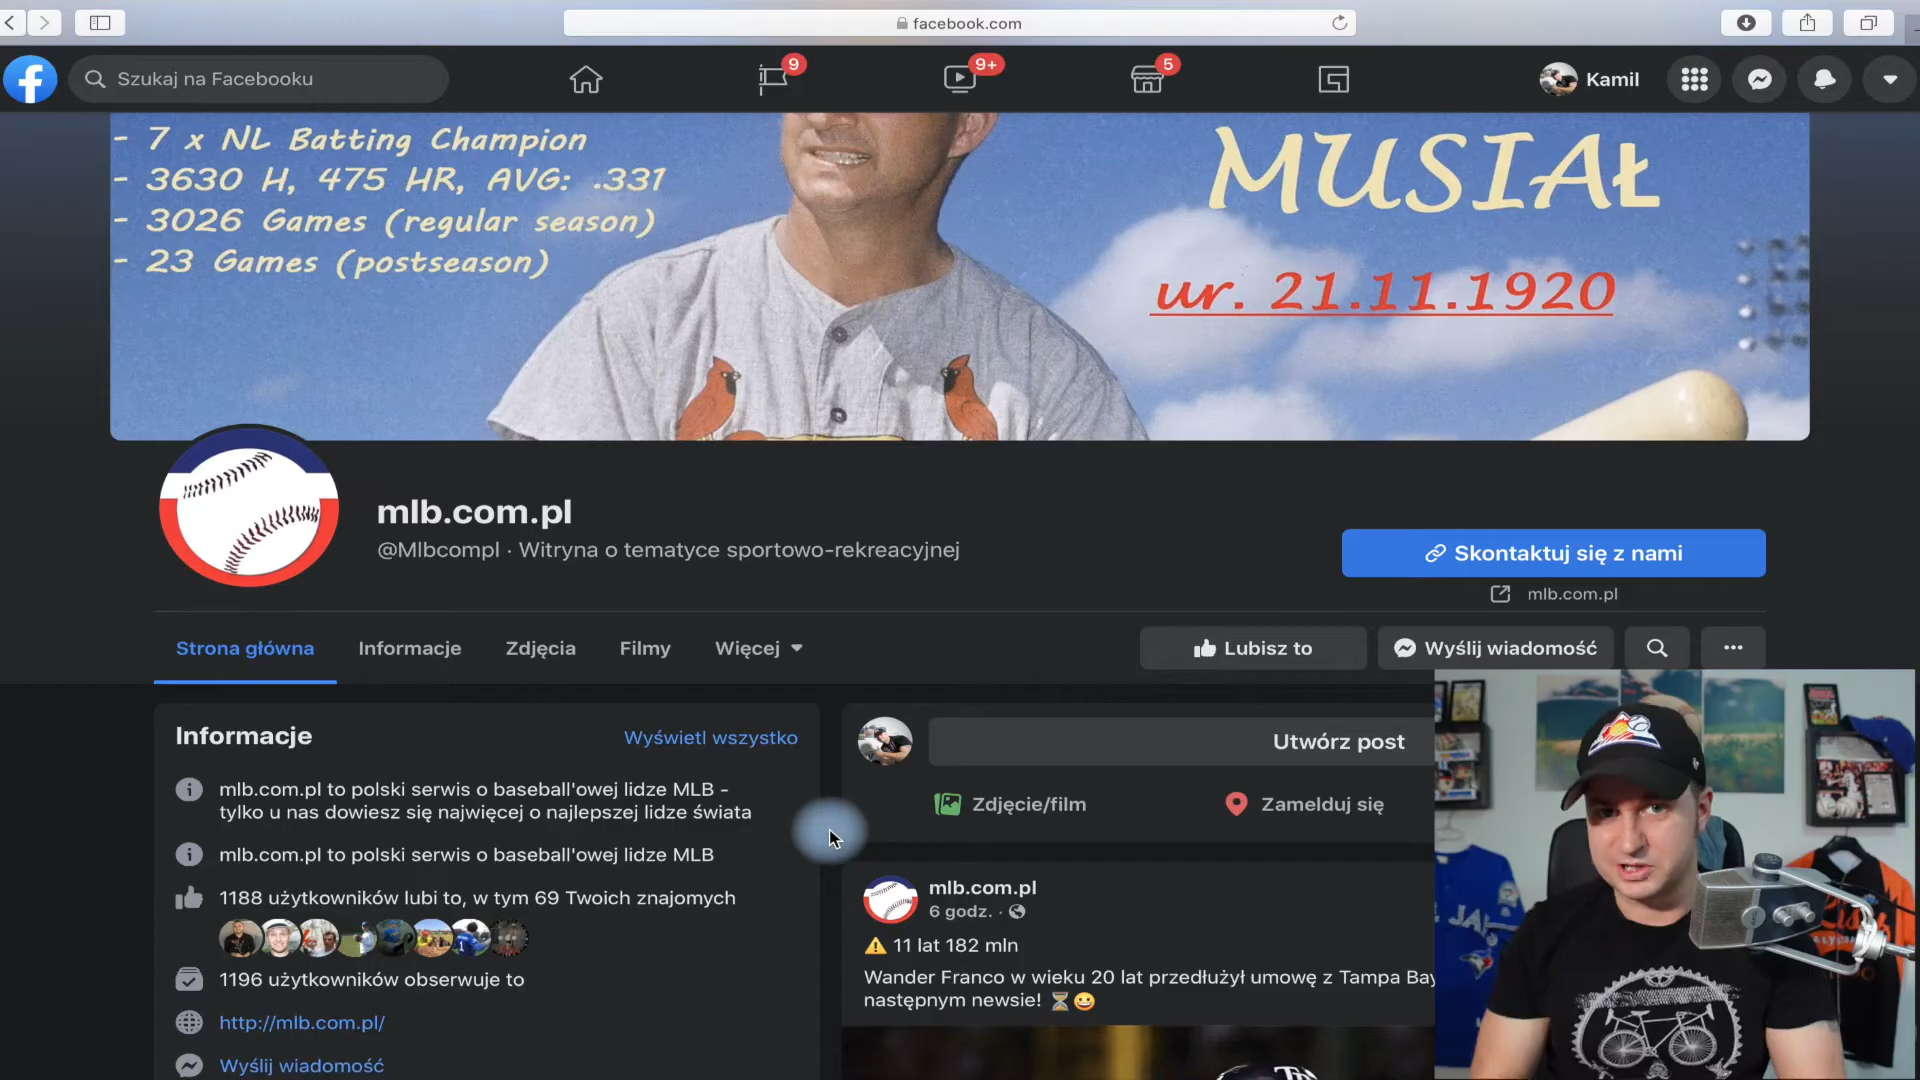 facebook.com
Szukaj na Facebooku
9
9+
5
Kamil
- 7 x NL Batting Champion
- 3630 H, 475 HR, AVG: .331
- 3026 Games (regular season)
- 23 Games (postseason)
MUSIAŁ
ur. 21.11.1920
mlb.com.pl
@Mlbcompl · Witryna o tematyce sportowo-rekreacyjnej
Skontaktuj się z nami
mlb.com.pl
Strona główna
Informacje
Zdjęcia
Filmy
Więcej
Lubisz to
Wyślij wiadomość
Informacje
Wyświetl wszystko
mlb.com.pl to polski serwis o baseball'owej lidze MLB -
tylko u nas dowiesz się najwięcej o najlepszej lidze świata
mlb.com.pl to polski serwis o baseball'owej lidze MLB
1188 użytkowników lubi to, w tym 69 Twoich znajomych
1196 użytkowników obserwuje to
http://mlb.com.pl/
Wyślij wiadomość
Utwórz post
Zdjęcie/film
Zamelduj się
mlb.com.pl
6 godz. ·
⚠️ 11 lat 182 mln
Wander Franco w wieku 20 lat przedłużył umowę z Tampa Bay
następnym newsie! ⏳😀